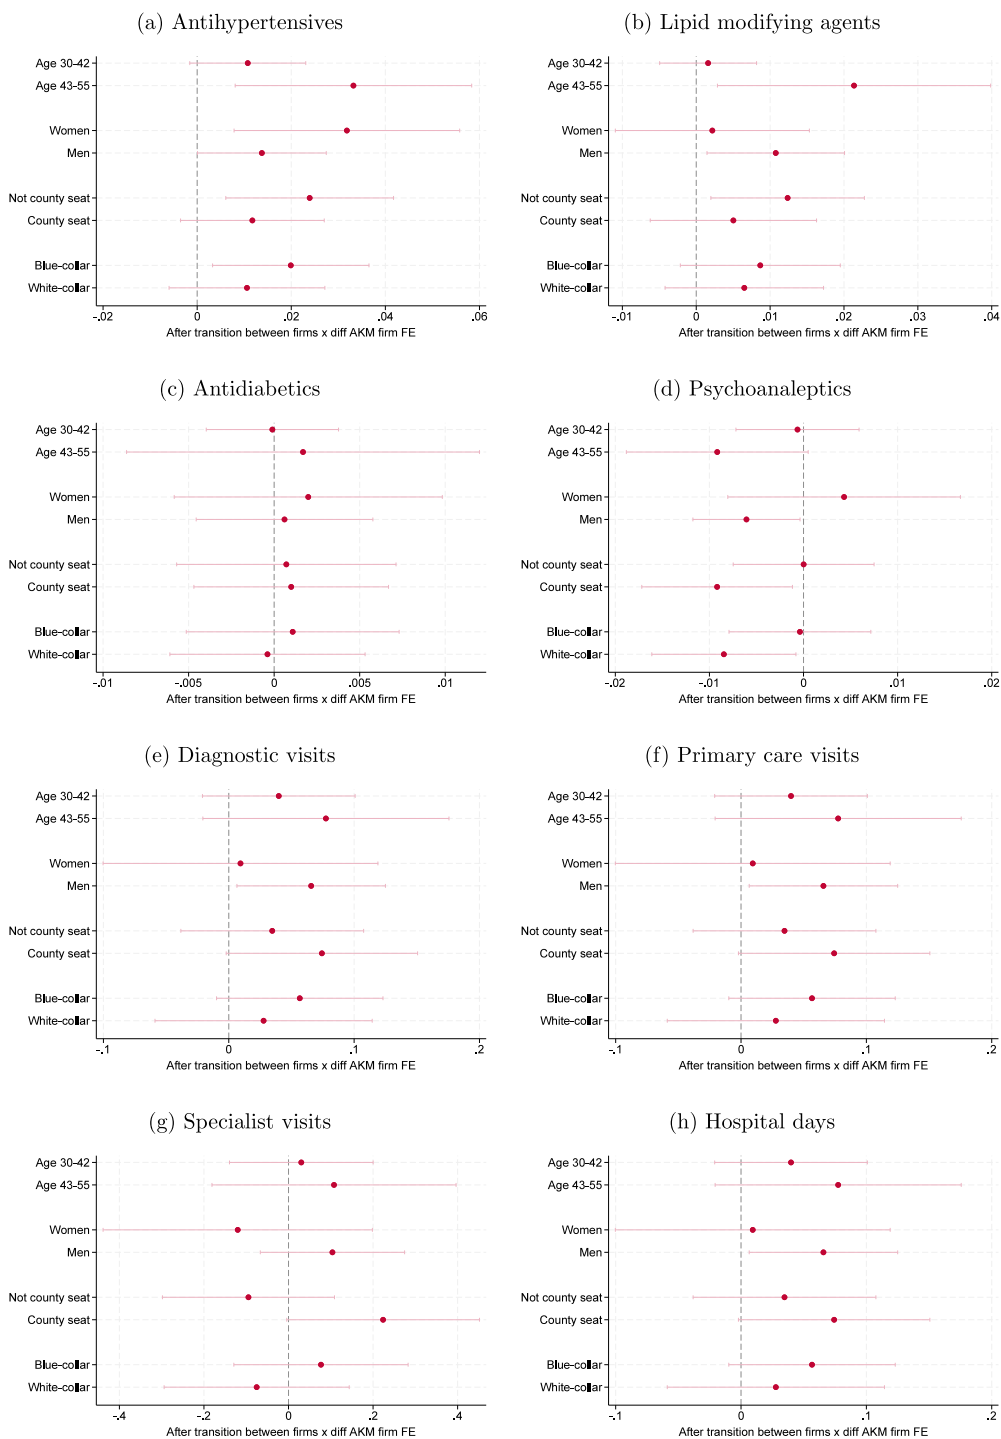 (a) Antihypertensives
Age 30-42
Age 43-55
Women
Men
Not county seat
County seat
Blue-collar
White-collar
-.02 0 .02 .04 .06
After transition between firms x diff AKM firm FE
(b) Lipid modifying agents
Age 30-42
Age 43-55
Women
Men
Not county seat
County seat
Blue-collar
White-collar
-.01 0 .01 .02 .03 .04
After transition between firms x diff AKM firm FE
(c) Antidiabetics
Age 30-42
Age 43-55
Women
Men
Not county seat
County seat
Blue-collar
White-collar
-.01 -.005 0 .005 .01
After transition between firms x diff AKM firm FE
(d) Psychoanaleptics
Age 30-42
Age 43-55
Women
Men
Not county seat
County seat
Blue-collar
White-collar
-.02 -.01 0 .01 .02
After transition between firms x diff AKM firm FE
(e) Diagnostic visits
Age 30-42
Age 43-55
Women
Men
Not county seat
County seat
Blue-collar
White-collar
-.1 0 .1 .2
After transition between firms x diff AKM firm FE
(f) Primary care visits
Age 30-42
Age 43-55
Women
Men
Not county seat
County seat
Blue-collar
White-collar
-.1 0 .1 .2
After transition between firms x diff AKM firm FE
(g) Specialist visits
Age 30-42
Age 43-55
Women
Men
Not county seat
County seat
Blue-collar
White-collar
-.4 -.2 0 .2 .4
After transition between firms x diff AKM firm FE
(h) Hospital days
Age 30-42
Age 43-55
Women
Men
Not county seat
County seat
Blue-collar
White-collar
-.1 0 .1 .2
After transition between firms x diff AKM firm FE